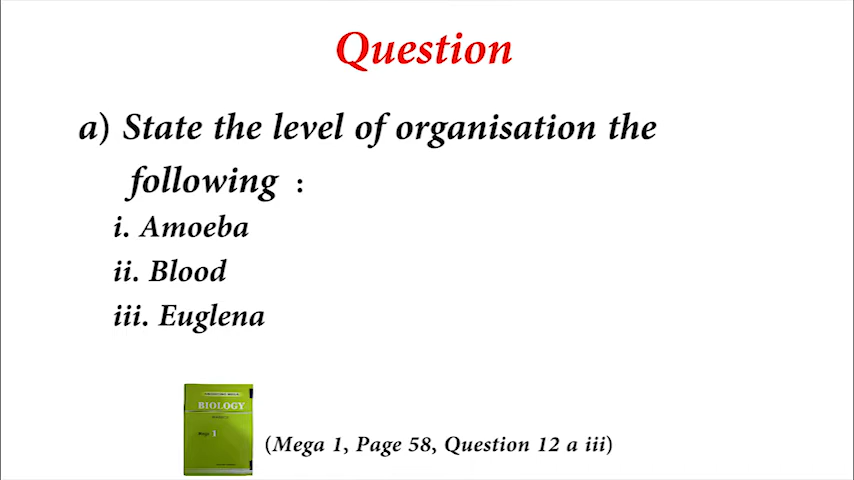 Question
a) State the level of organisation the
following :
i. Amoeba
ii. Blood
iii. Euglena
BIOLOGY
(Mega 1, Page 58, Question 12 a iii)